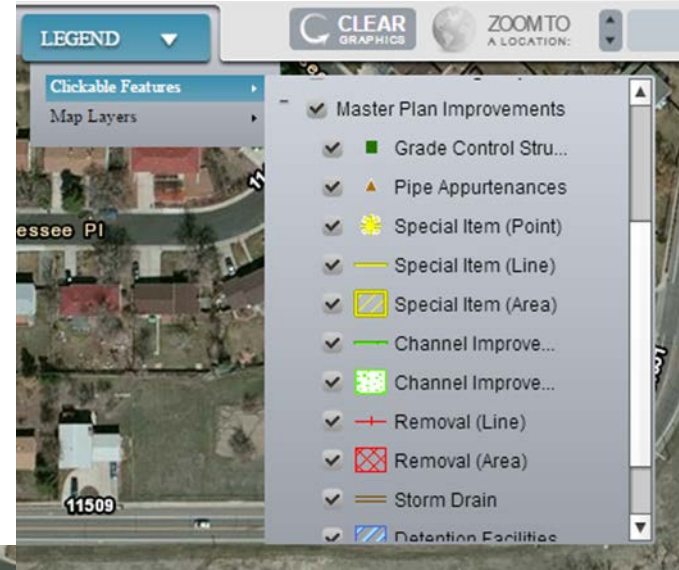 LEGEND
CLEAR
GRAPHICS
ZOOM TO
A LOCATION:
Clickable Features
Map Layers
Master Plan Improvements
Grade Control Stru...
Pipe Appurtenances
Special Item (Point)
Special Item (Line)
Special Item (Area)
Channel Improve...
Channel Improve...
Removal (Line)
Removal (Area)
Storm Drain
Detention Facilities
essee Pl
11509